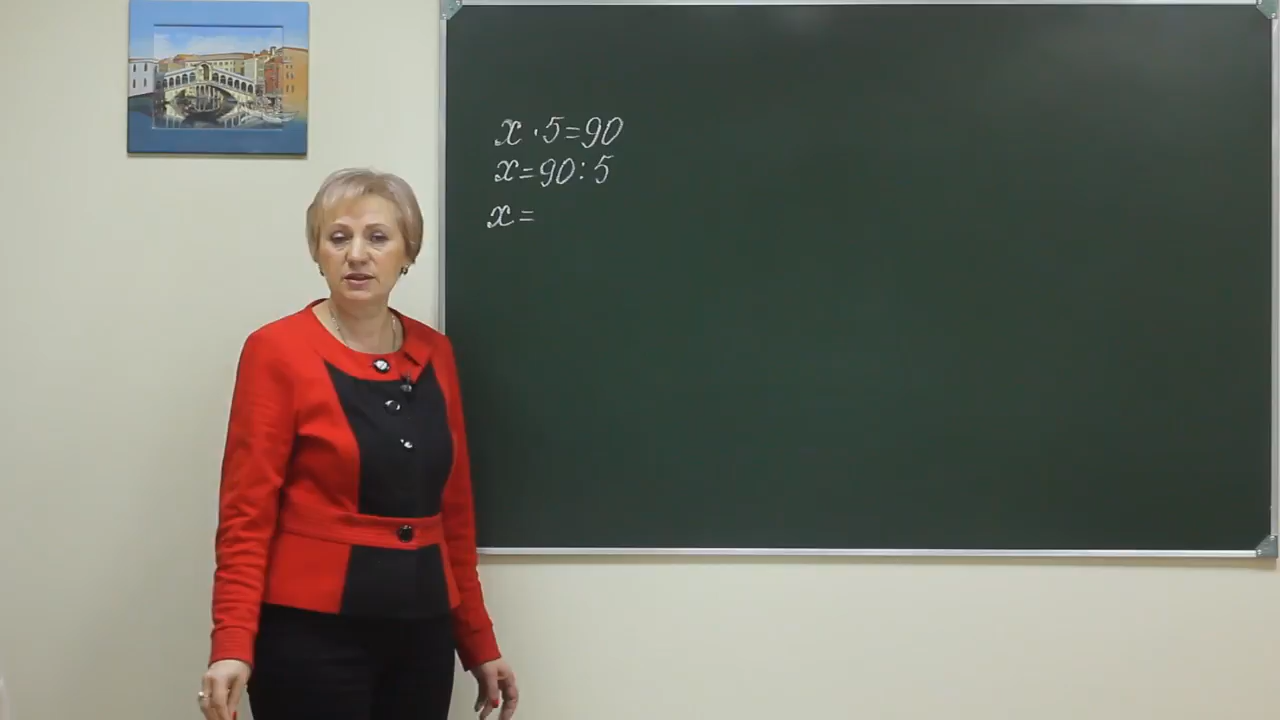 x · 5 = 90
x = 90 : 5
x =